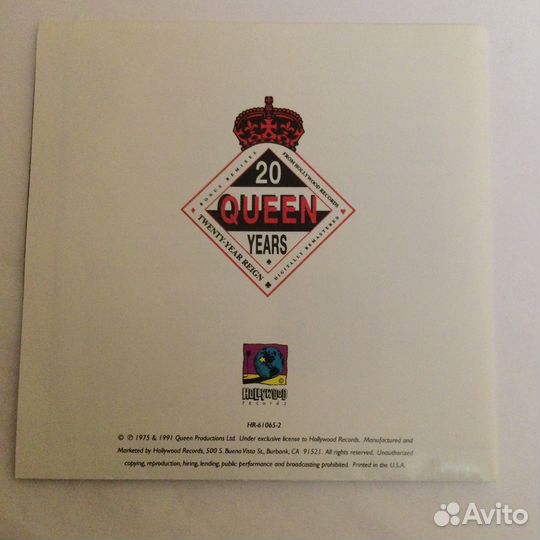 20
QUEEN
YEARS
BONUS REMIXES
FROM HOLLYWOOD RECORDS
TWENTY-YEAR REIGN
DIGITALLY REMASTERED
HOLLYWOOD
records
HR-61065-2
© ℗ 1975 & 1991 Queen Productions Ltd. Under exclusive license to Hollywood Records. Manufactured and
Marketed by Hollywood Records, 500 S. Buena Vista St., Burbank, CA 91521. All rights reserved. Unauthorized
copying, reproduction, hiring, lending, public performance and broadcasting prohibited. Printed in the U.S.A.
Avito